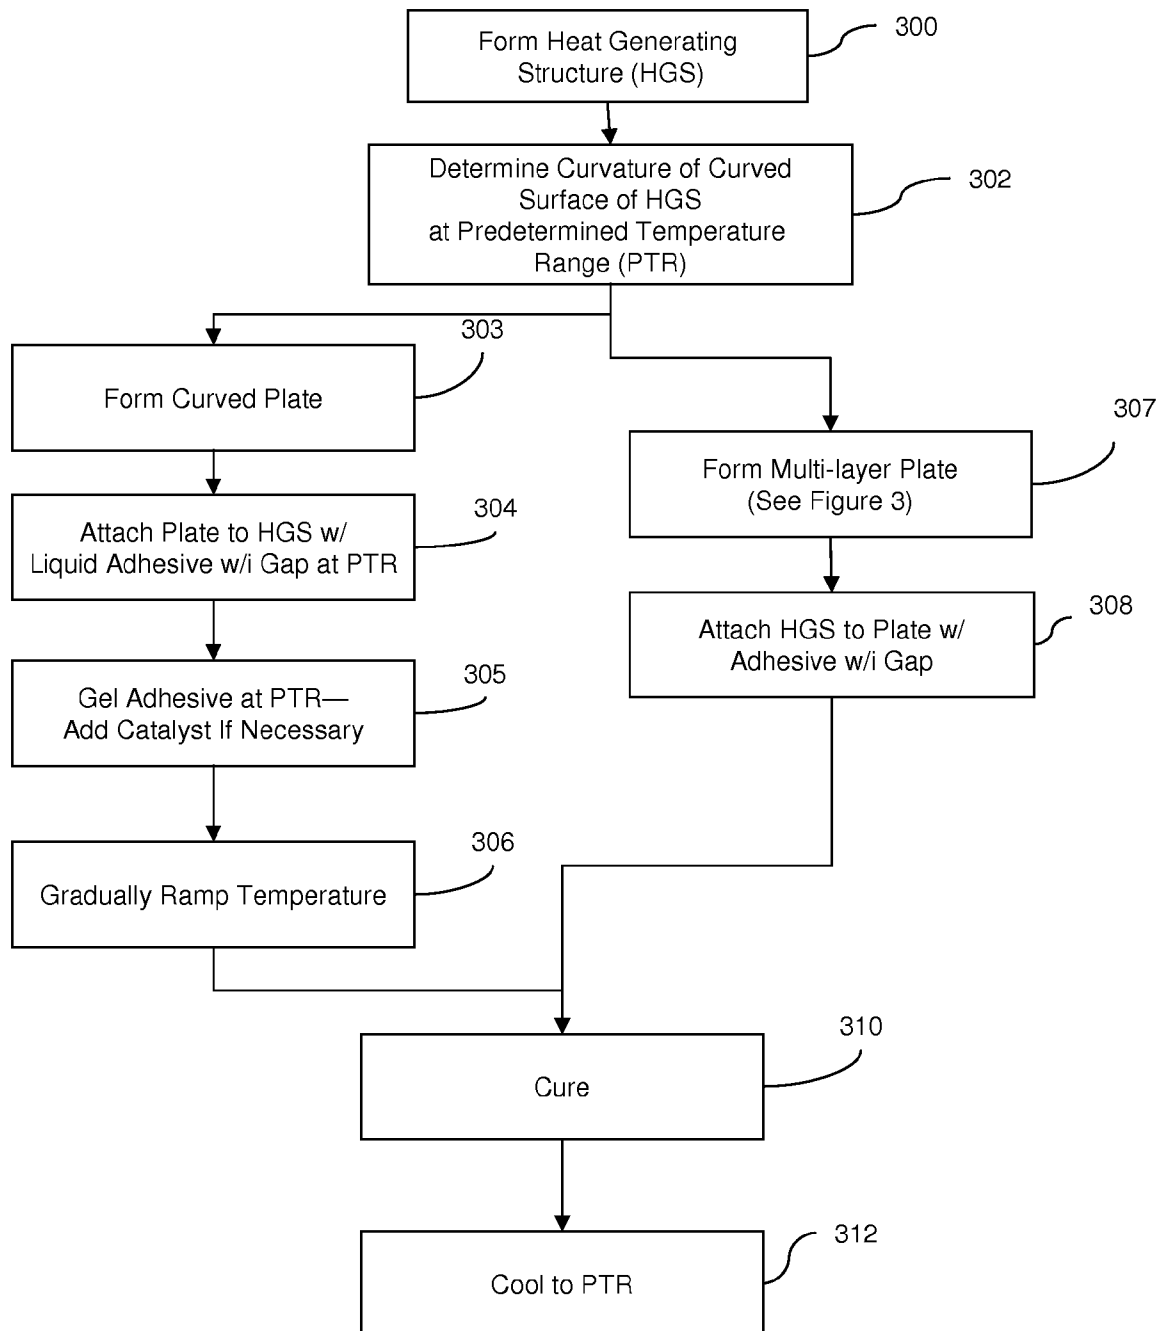 Form Heat Generating
Structure (HGS)
300
Determine Curvature of Curved
Surface of HGS
at Predetermined Temperature
Range (PTR)
302
303
Form Curved Plate
307
Form Multi-layer Plate
(See Figure 3)
304
Attach Plate to HGS w/
Liquid Adhesive w/i Gap at PTR
308
Attach HGS to Plate w/
Adhesive w/i Gap
305
Gel Adhesive at PTR—
Add Catalyst If Necessary
306
Gradually Ramp Temperature
310
Cure
312
Cool to PTR